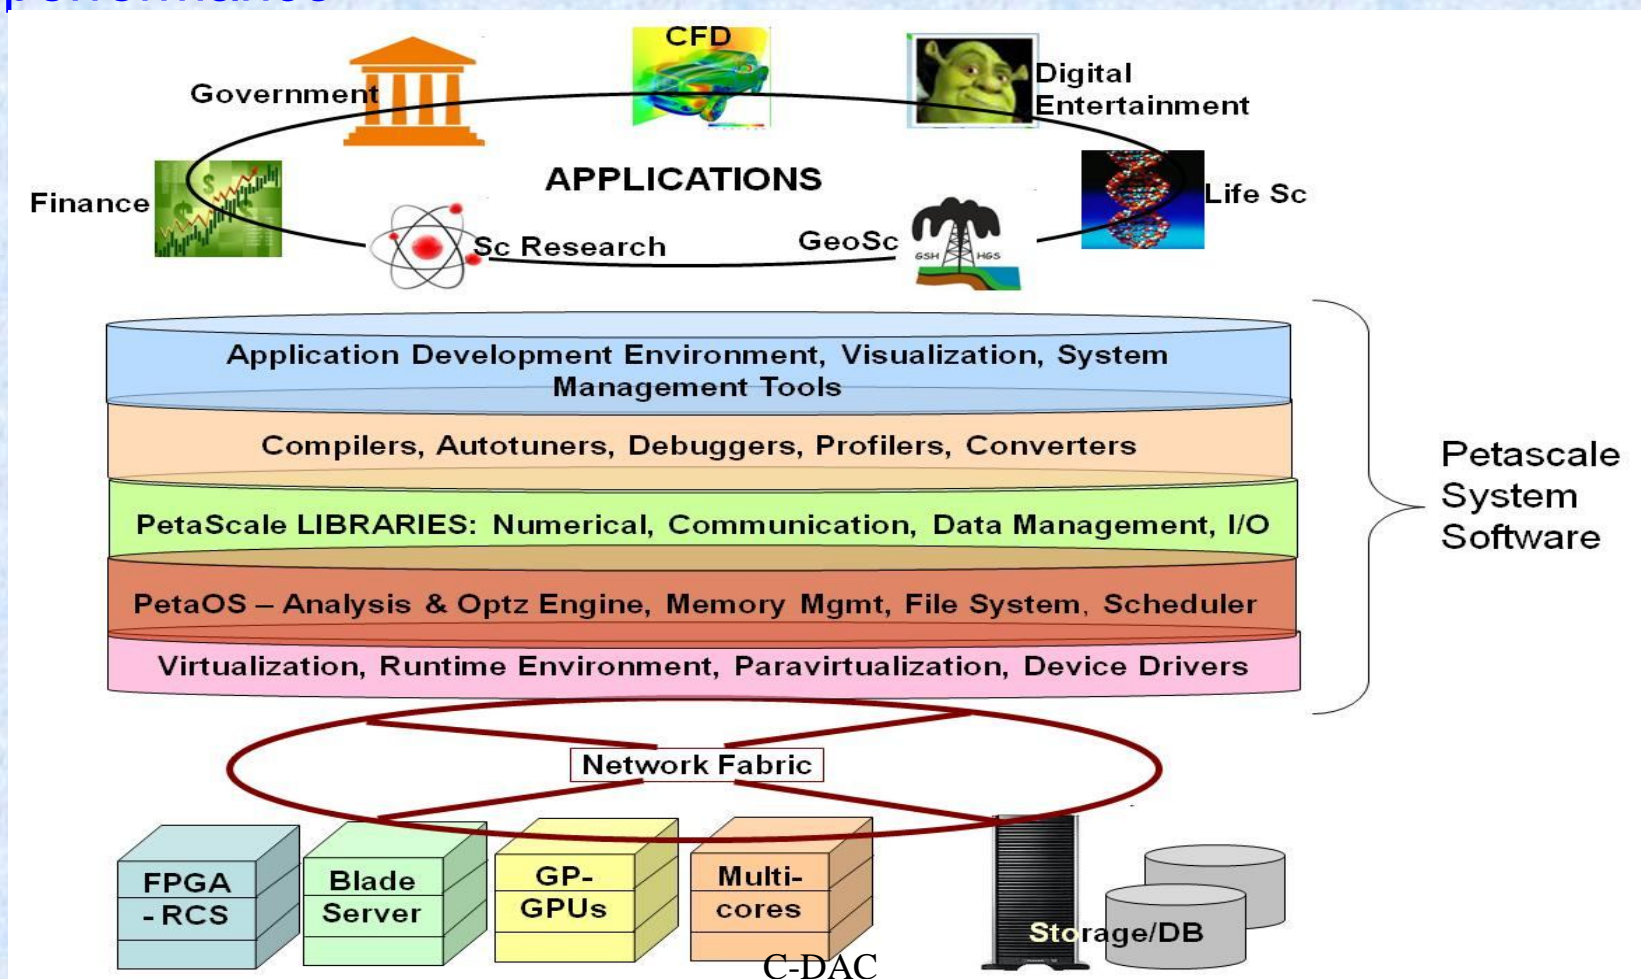 performance
CFD
Government
Digital
Entertainment
APPLICATIONS
Finance
Life Sc
Sc Research
GeoSc
GSH HGS
Application Development Environment, Visualization, System
Management Tools
Compilers, Autotuners, Debuggers, Profilers, Converters
PetaScale LIBRARIES: Numerical, Communication, Data Management, I/O
PetaOS – Analysis & Optz Engine, Memory Mgmt, File System, Scheduler
Virtualization, Runtime Environment, Paravirtualization, Device Drivers
Petascale
System
Software
Network Fabric
FPGA
- RCS
Blade
Server
GP-
GPUs
Multi-
cores
Storage/DB
C-DAC